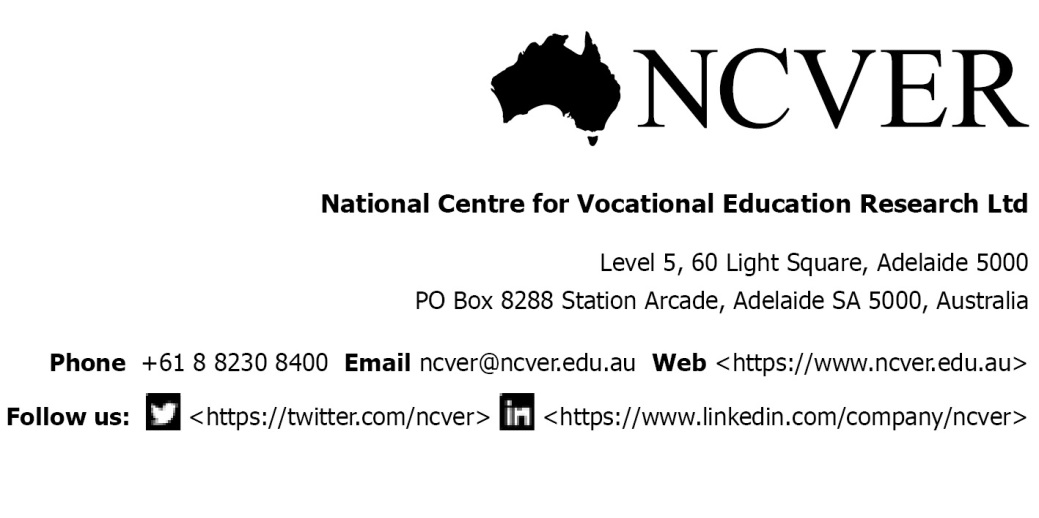 NCVER
National Centre for Vocational Education Research Ltd
Level 5, 60 Light Square, Adelaide 5000
PO Box 8288 Station Arcade, Adelaide SA 5000, Australia
Phone +61 8 8230 8400 Email ncver@ncver.edu.au Web <https://www.ncver.edu.au>
Follow us: <https://twitter.com/ncver> in <https://www.linkedin.com/company/ncver>